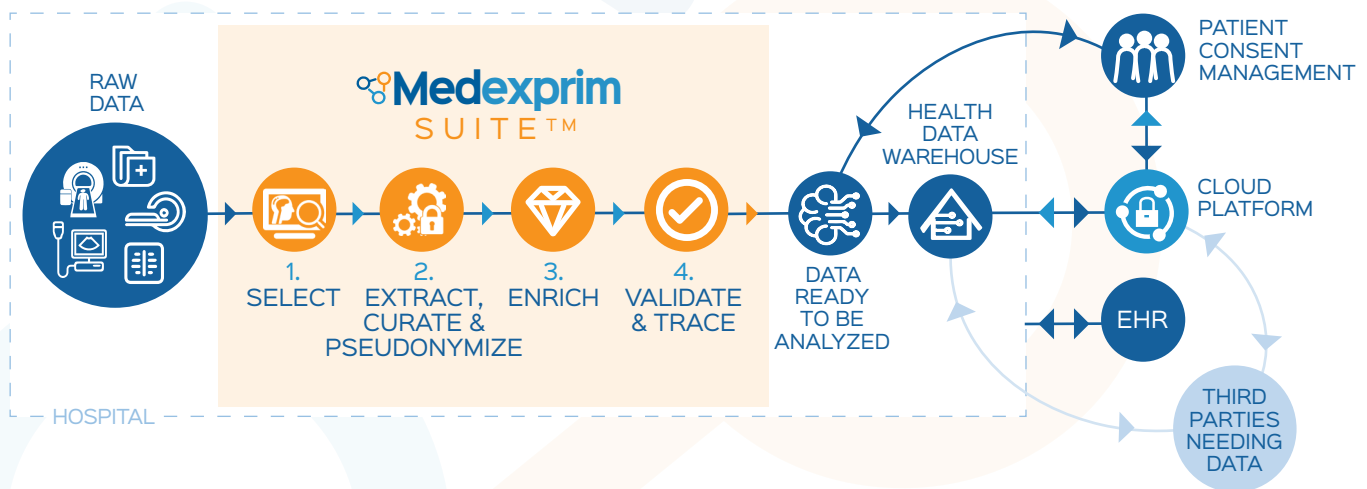 RAW
DATA
Medexprim
SUITE™
1.
SELECT
2.
EXTRACT,
CURATE &
PSEUDONYMIZE
3.
ENRICH
4.
VALIDATE
& TRACE
DATA
READY
TO BE
ANALYZED
HEALTH
DATA
WAREHOUSE
PATIENT
CONSENT
MANAGEMENT
CLOUD
PLATFORM
EHR
THIRD
PARTIES
NEEDING
DATA
HOSPITAL